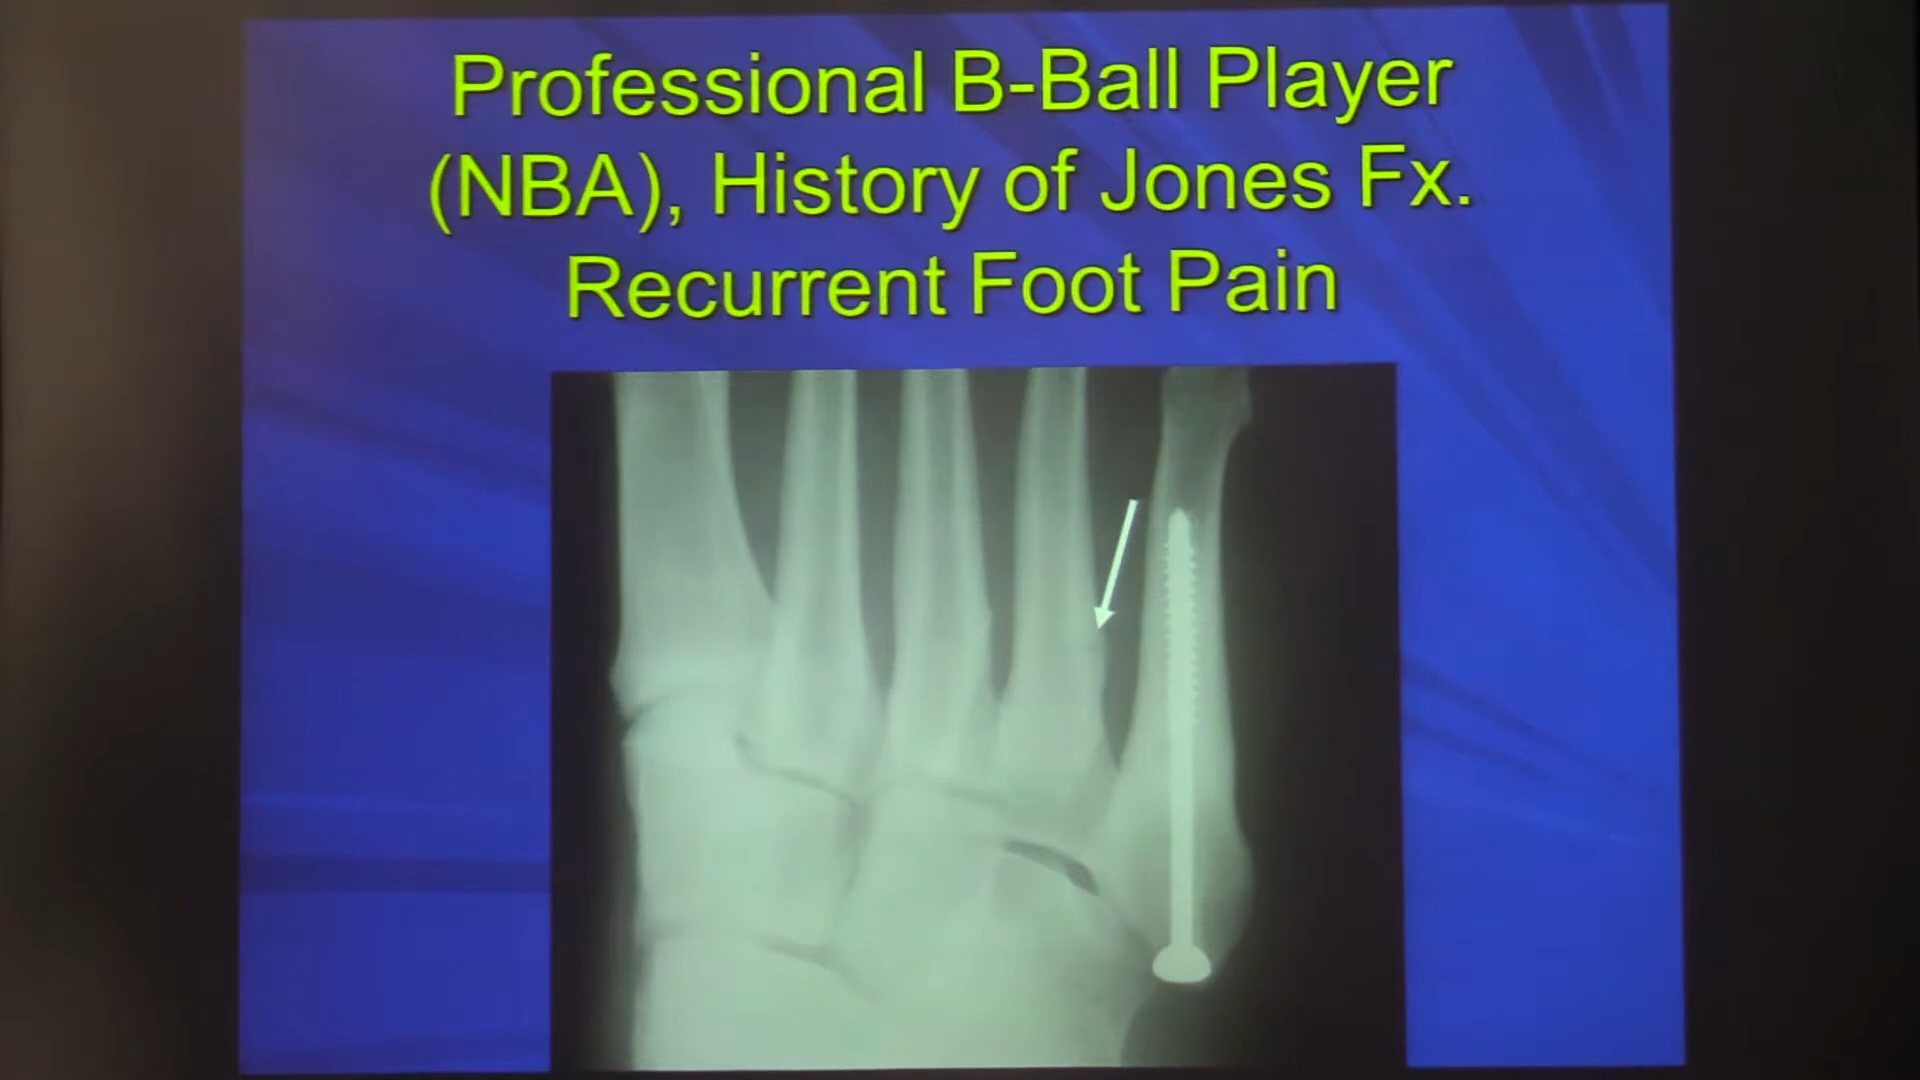 Professional B-Ball Player
(NBA), History of Jones Fx.
Recurrent Foot Pain